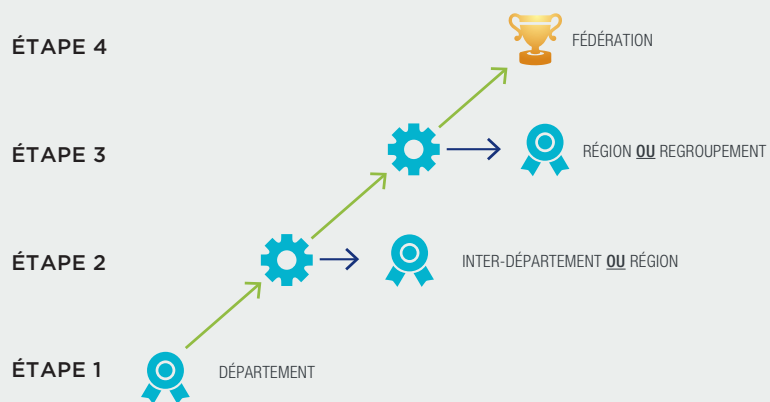 ÉTAPE 4
FÉDÉRATION
ÉTAPE 3
RÉGION OU REGROUPEMENT
ÉTAPE 2
INTER-DÉPARTEMENT OU RÉGION
ÉTAPE 1
DÉPARTEMENT